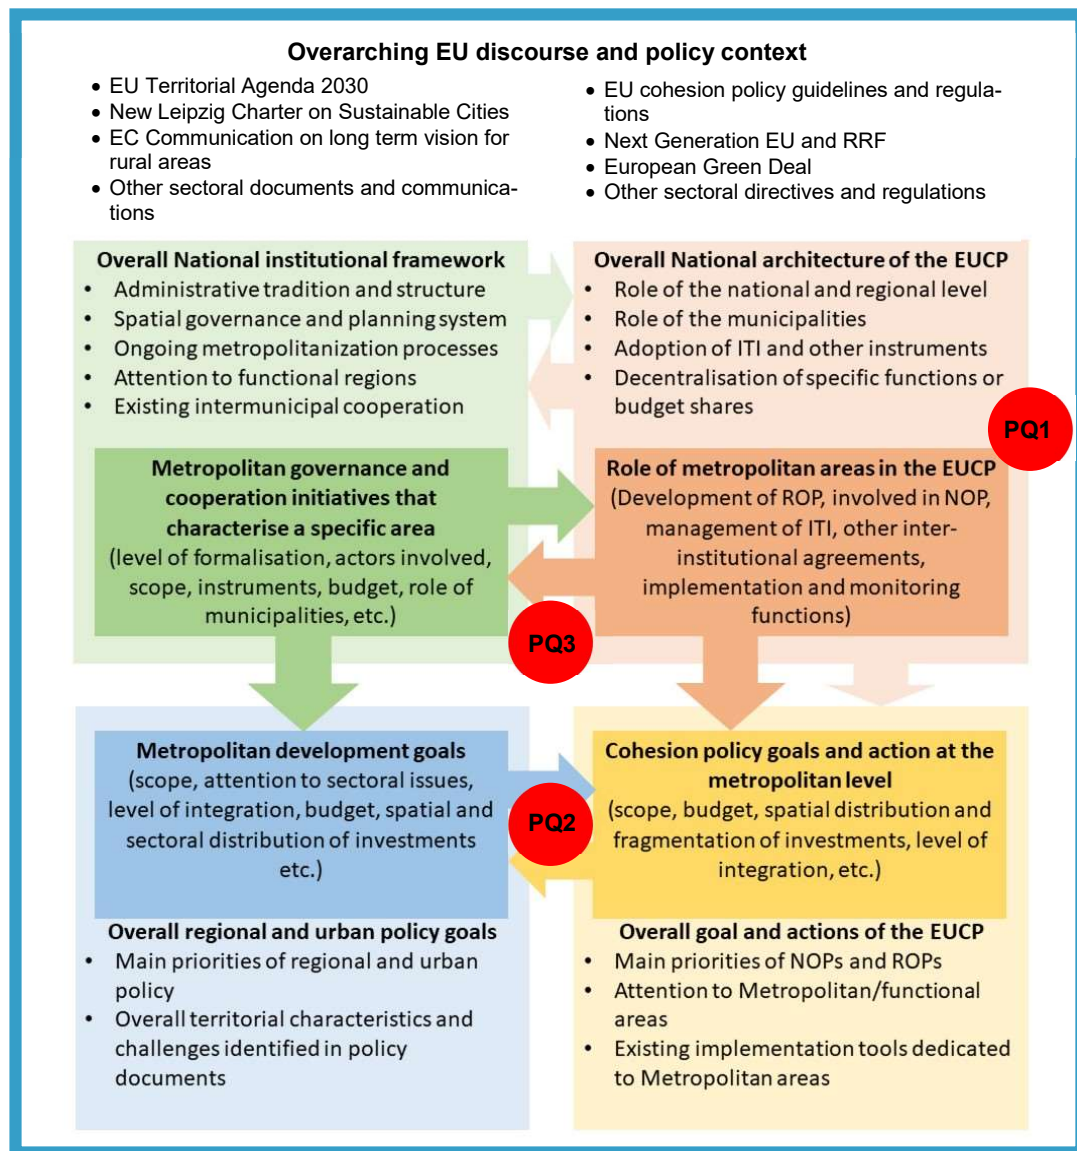 Overarching EU discourse and policy context
• EU Territorial Agenda 2030
• New Leipzig Charter on Sustainable Cities
• EC Communication on long term vision for
rural areas
• Other sectoral documents and communica-
tions
• EU cohesion policy guidelines and regula-
tions
• Next Generation EU and RRF
• European Green Deal
• Other sectoral directives and regulations
Overall National institutional framework
• Administrative tradition and structure
• Spatial governance and planning system
• Ongoing metropolitanization processes
• Attention to functional regions
• Existing intermunicipal cooperation
Overall National architecture of the EUCP
• Role of the national and regional level
• Role of the municipalities
• Adoption of ITI and other instruments
• Decentralisation of specific functions or
budget shares
PQ1
Metropolitan governance and
cooperation initiatives that
characterise a specific area
(level of formalisation, actors involved,
scope, instruments, budget, role of
municipalities, etc.)
Role of metropolitan areas in the EUCP
(Development of ROP, involved in NOP,
management of ITI, other inter-
institutional agreements,
implementation and monitoring
functions)
PQ3
Metropolitan development goals
(scope, attention to sectoral issues,
level of integration, budget, spatial and
sectoral distribution of investments
etc.)
PQ2
Cohesion policy goals and action at the
metropolitan level
(scope, budget, spatial distribution and
fragmentation of investments, level of
integration, etc.)
Overall regional and urban policy goals
• Main priorities of regional and urban
policy
• Overall territorial characteristics and
challenges identified in policy
documents
Overall goal and actions of the EUCP
• Main priorities of NOPs and ROPs
• Attention to Metropolitan/functional
areas
• Existing implementation tools dedicated
to Metropolitan areas